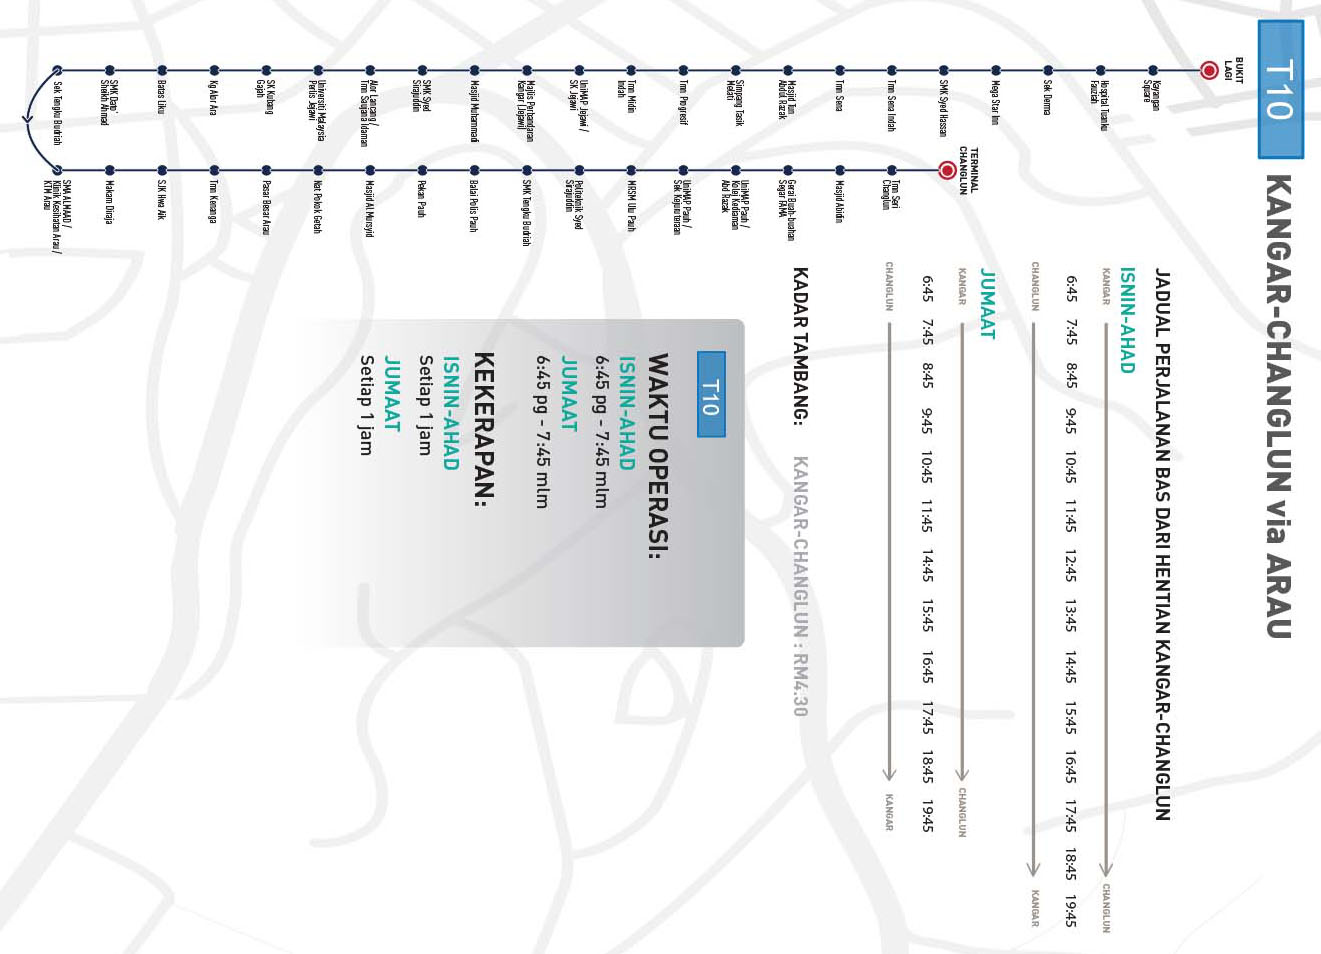 T10
KANGAR-CHANGLUN via ARAU
BUKIT
LAGI
Kayangan
Square
Hospital Tuanku
Fauziah
Sek Derma
Mega Star Inn
SMK Syed Hassan
Tmn Sena Indah
Tmn Sena
Masjid Tun
Abdul Razak
Simpang Tasik
Melati
Tmn Progresif
Tmn Midin
Indah
UniMAP Jejawi /
SK Jejawi
Majlis Perbandaran
Kangar (Jejawi)
Masjid Muhammadi
SMK Syed
Sirajuddin
Alor Lancang /
Tmn Saujana Idaman
Universiti Malaysia
Perlis Jejawi
SK Kubang
Gajah
Kg Alor Ara
Batas Liku
SMK Dato'
Sheikh Ahmad
Sek Tengku Budriah
TERMINAL
CHANGLUN
Tmn Seri
Changlun
Masjid Abidin
Gerai Buah-buahan
Segar FAMA
UniMAP Pauh /
Kolej Kediaman
Abd Razak
UniMAP Pauh /
Sek Kejuruteraan
MRSM Ulu Pauh
Politeknik Syed
Sirajuddin
SMK Tengku Budriah
Balai Polis Pauh
Pekan Pauh
Masjid Al Mursyid
Nat Pokok Getah
Pasar Besar Arau
Tmn Kenanga
SJK Hwa Aik
Makam Diraja
SMA ALMAAD /
Klinik Kesihatan Arau /
KTM Arau
JADUAL PERJALANAN BAS DARI HENTIAN KANGAR-CHANGLUN
ISNIN-AHAD
KANGAR CHANGLUN
6:45 7:45 8:45 9:45 10:45 11:45 12:45 13:45 14:45 15:45 16:45 17:45 18:45 19:45
CHANGLUN KANGAR
JUMAAT
KANGAR CHANGLUN
6:45 7:45 8:45 9:45 10:45 11:45 14:45 15:45 16:45 17:45 18:45 19:45
CHANGLUN KANGAR
KADAR TAMBANG: KANGAR-CHANGLUN : RM4.30
T10
WAKTU OPERASI:
ISNIN-AHAD
6:45 pg - 7:45 mlm
JUMAAT
6:45 pg - 7:45 mlm
KEKERAPAN:
ISNIN-AHAD
Setiap 1 jam
JUMAAT
Setiap 1 jam